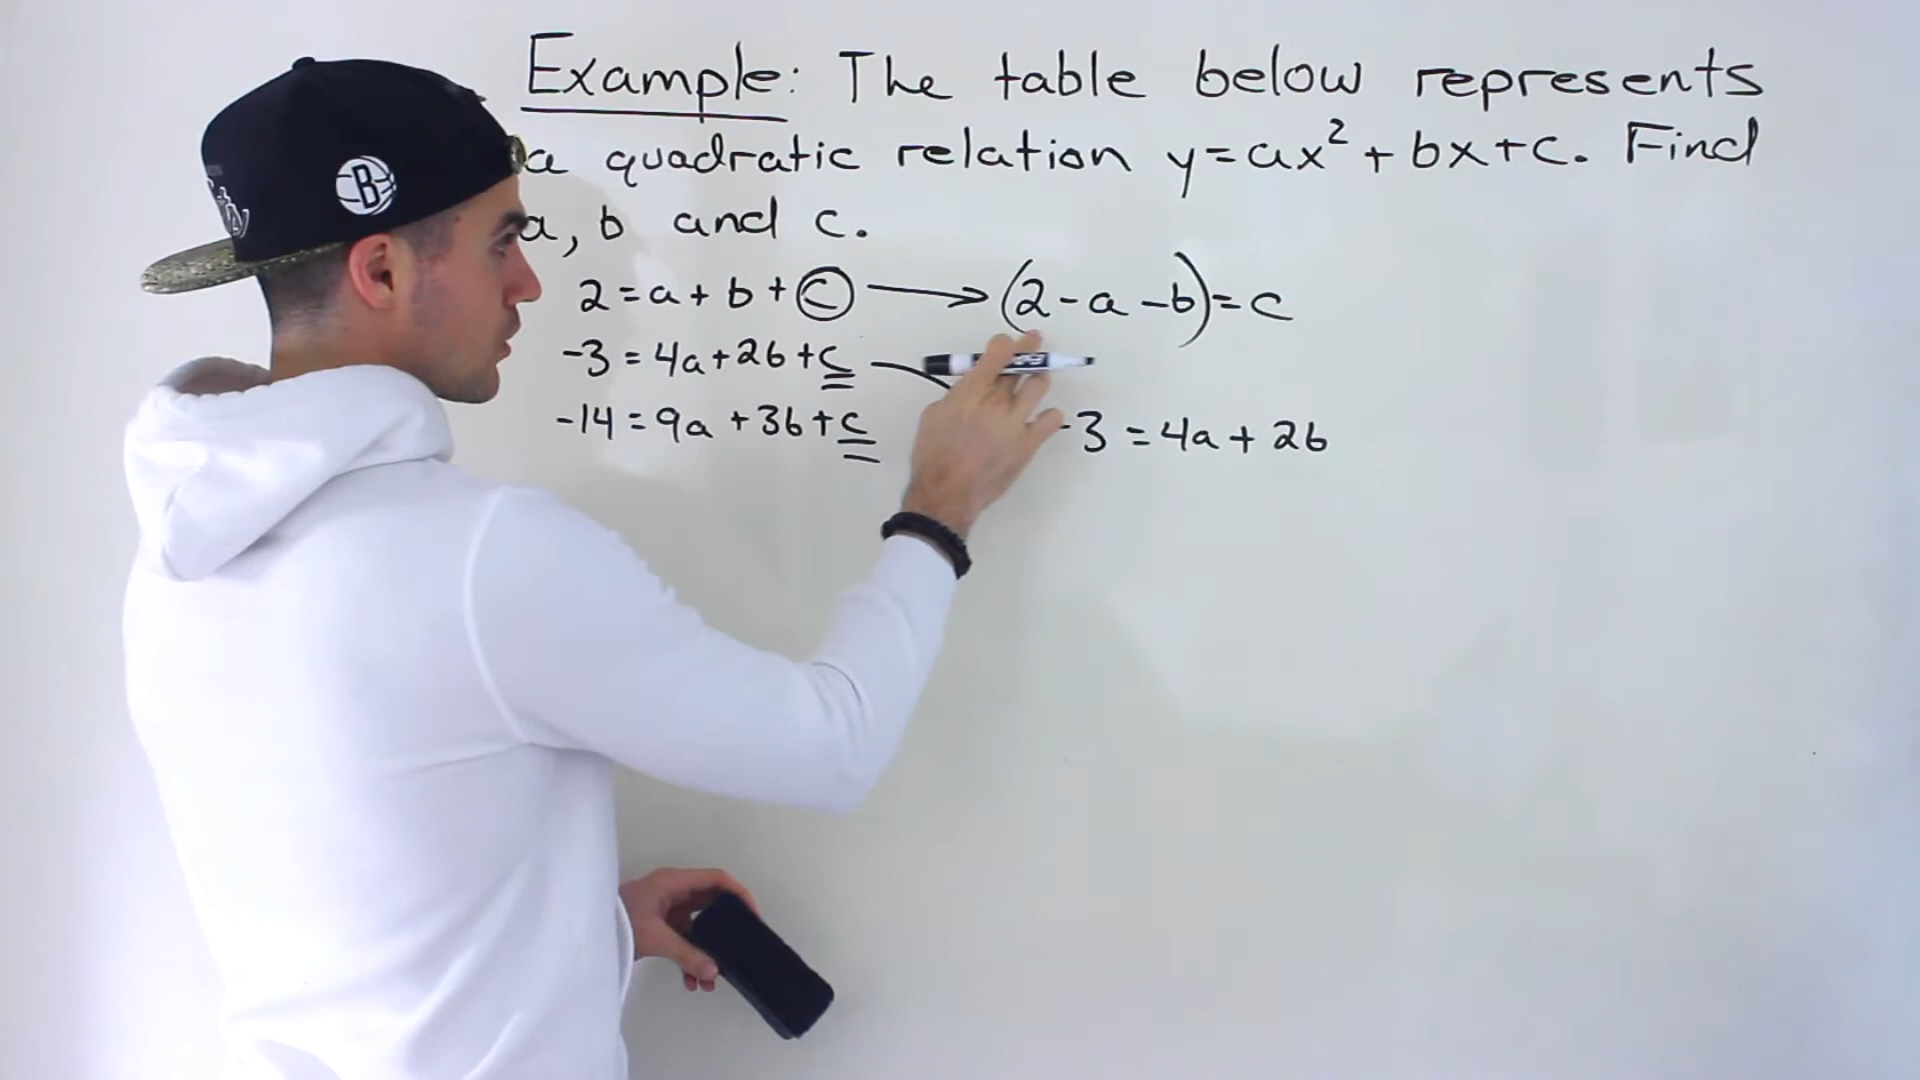 Example: The table below represents
a quadratic relation y=ax²+bx+c. Find
a, b and c.
2=a+b+c → (2-a-b)=c
-3=4a+2b+c
-14=9a+3b+c
-3=4a+2b
B